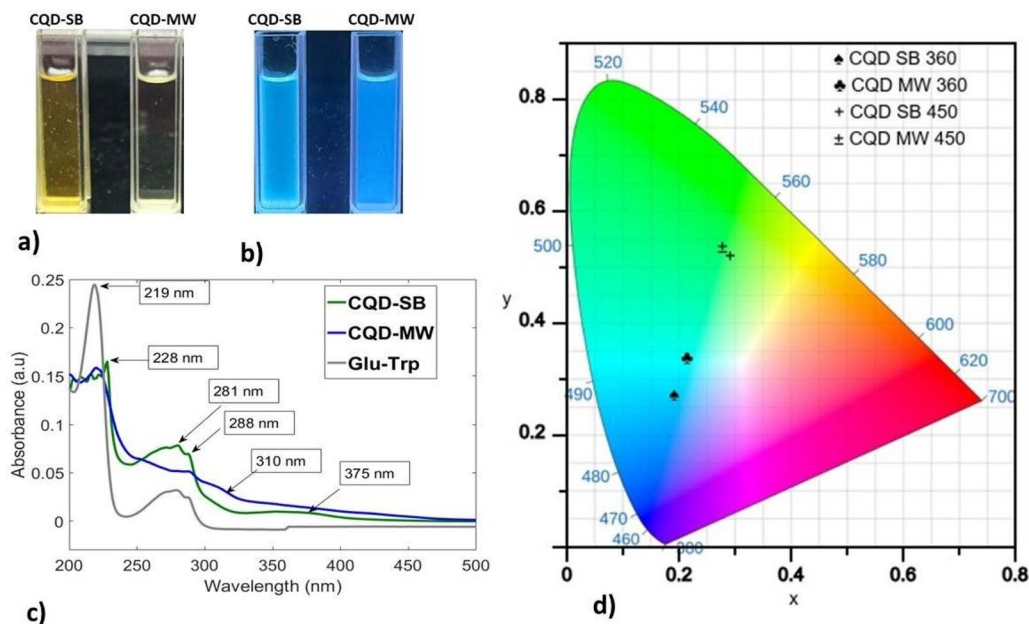 CQD-SB CQD-MW
CQD-SB CQD-MW
a)
b)
0.25
0.2
0.15
0.1
0.05
0
Absorbance (a.u)
219 nm
228 nm
281 nm
288 nm
310 nm
375 nm
CQD-SB
CQD-MW
Glu-Trp
200 250 300 350 400 450 500
Wavelength (nm)
c)
♠ CQD SB 360
♣ CQD MW 360
+ CQD SB 450
± CQD MW 450
0.8
0.6
0.4
0.2
y
520
540
560
580
600
620
700
500
490
480
470
460
380
0 0.2 0.4 0.6 0.8
x
d)